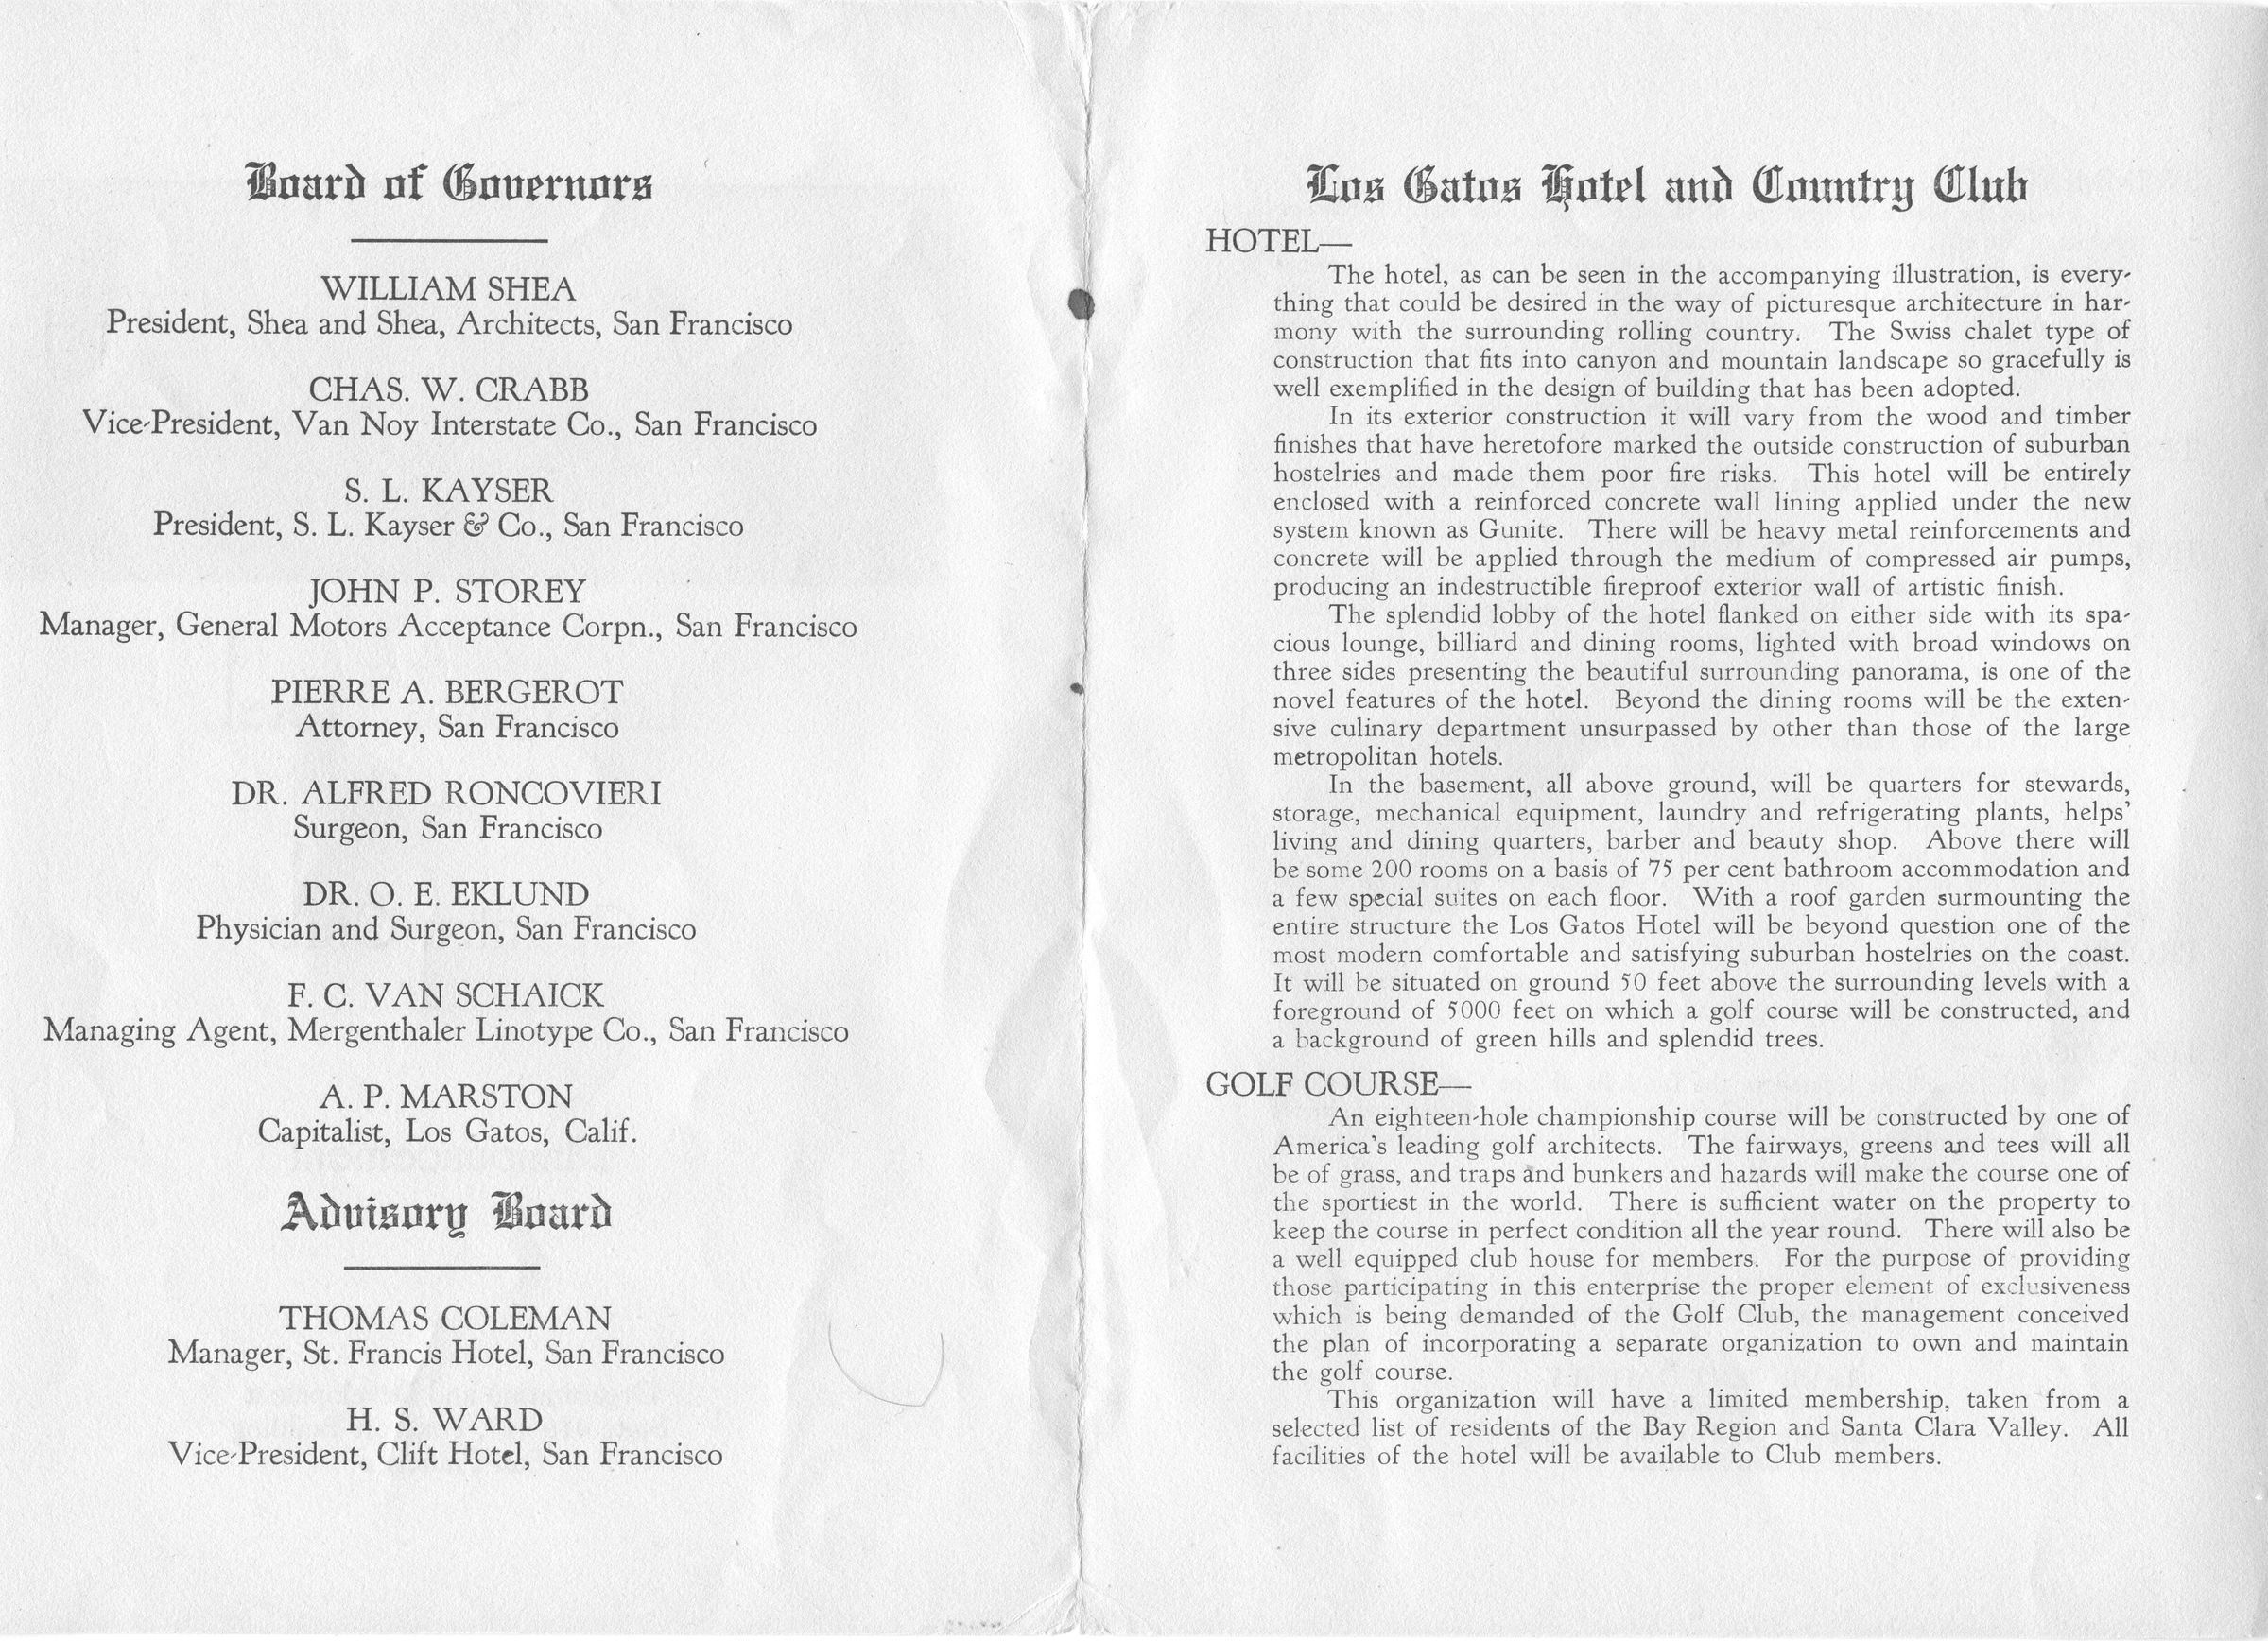 Board of Governors
WILLIAM SHEA
President, Shea and Shea, Architects, San Francisco
CHAS. W. CRABB
Vice-President, Van Noy Interstate Co., San Francisco
S. L. KAYSER
President, S. L. Kayser & Co., San Francisco
JOHN P. STOREY
Manager, General Motors Acceptance Corpn., San Francisco
PIERRE A. BERGEROT
Attorney, San Francisco
DR. ALFRED RONCOVIERI
Surgeon, San Francisco
DR. O. E. EKLUND
Physician and Surgeon, San Francisco
F. C. VAN SCHAICK
Managing Agent, Mergenthaler Linotype Co., San Francisco
A. P. MARSTON
Capitalist, Los Gatos, Calif.
Advisory Board
THOMAS COLEMAN
Manager, St. Francis Hotel, San Francisco
H. S. WARD
Vice-President, Clift Hotel, San Francisco
Los Gatos Hotel and Country Club
HOTEL—
The hotel, as can be seen in the accompanying illustration, is every-
thing that could be desired in the way of picturesque architecture in har-
mony with the surrounding rolling country. The Swiss chalet type of
construction that fits into canyon and mountain landscape so gracefully is
well exemplified in the design of building that has been adopted.
In its exterior construction it will vary from the wood and timber
finishes that have heretofore marked the outside construction of suburban
hostelries and made them poor fire risks. This hotel will be entirely
enclosed with a reinforced concrete wall lining applied under the new
system known as Gunite. There will be heavy metal reinforcements and
concrete will be applied through the medium of compressed air pumps,
producing an indestructible fireproof exterior wall of artistic finish.
The splendid lobby of the hotel flanked on either side with its spa-
cious lounge, billiard and dining rooms, lighted with broad windows on
three sides presenting the beautiful surrounding panorama, is one of the
novel features of the hotel. Beyond the dining rooms will be the exten-
sive culinary department unsurpassed by other than those of the large
metropolitan hotels.
In the basement, all above ground, will be quarters for stewards,
storage, mechanical equipment, laundry and refrigerating plants, helps'
living and dining quarters, barber and beauty shop. Above there will
be some 200 rooms on a basis of 75 per cent bathroom accommodation and
a few special suites on each floor. With a roof garden surmounting the
entire structure the Los Gatos Hotel will be beyond question one of the
most modern comfortable and satisfying suburban hostelries on the coast.
It will be situated on ground 50 feet above the surrounding levels with a
foreground of 5000 feet on which a golf course will be constructed, and
a background of green hills and splendid trees.
GOLF COURSE—
An eighteen-hole championship course will be constructed by one of
America's leading golf architects. The fairways, greens and tees will all
be of grass, and traps and bunkers and hazards will make the course one of
the sportiest in the world. There is sufficient water on the property to
keep the course in perfect condition all the year round. There will also be
a well equipped club house for members. For the purpose of providing
those participating in this enterprise the proper element of exclusiveness
which is being demanded of the Golf Club, the management conceived
the plan of incorporating a separate organization to own and maintain
the golf course.
This organization will have a limited membership, taken from a
selected list of residents of the Bay Region and Santa Clara Valley. All
facilities of the hotel will be available to Club members.